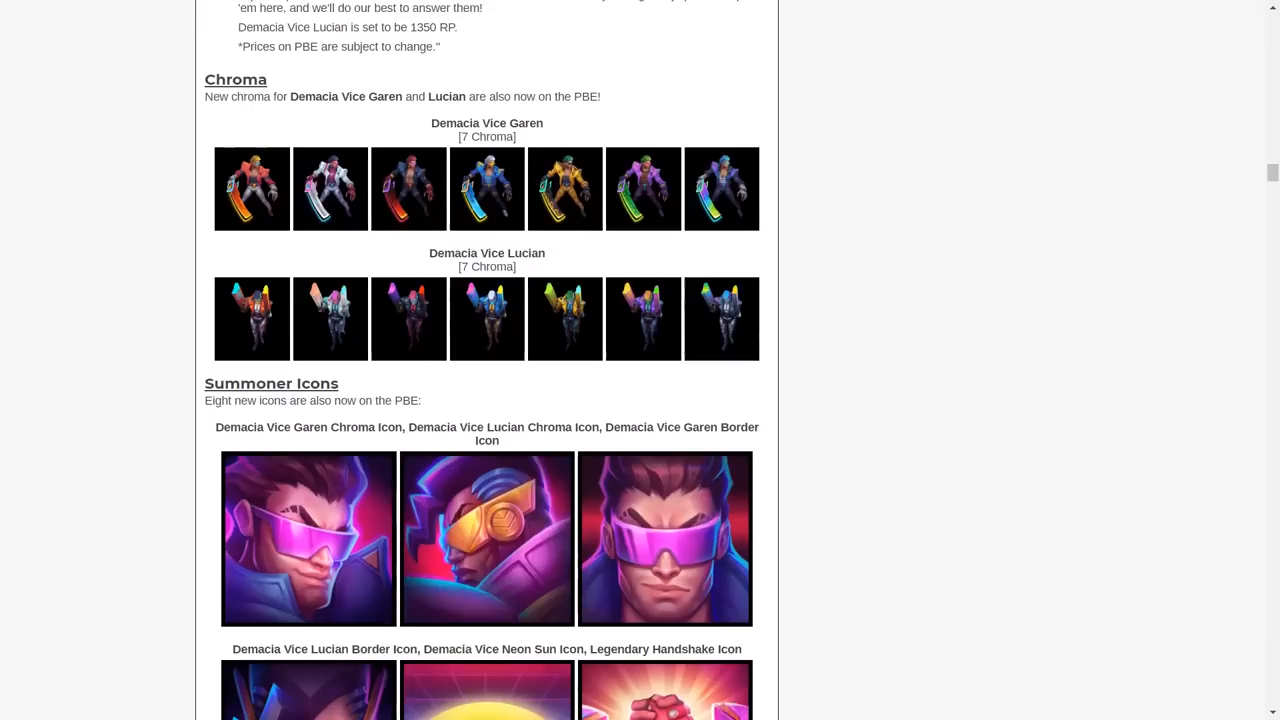 'em here, and we'll do our best to answer them!
Demacia Vice Lucian is set to be 1350 RP.
*Prices on PBE are subject to change."
Chroma
New chroma for Demacia Vice Garen and Lucian are also now on the PBE!
Demacia Vice Garen
[7 Chroma]
Demacia Vice Lucian
[7 Chroma]
Summoner Icons
Eight new icons are also now on the PBE:
Demacia Vice Garen Chroma Icon, Demacia Vice Lucian Chroma Icon, Demacia Vice Garen Border
Icon
Demacia Vice Lucian Border Icon, Demacia Vice Neon Sun Icon, Legendary Handshake Icon